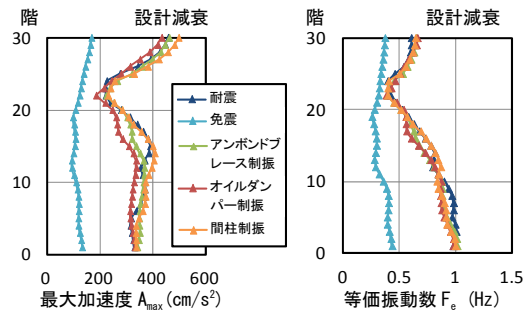 階
設計減衰
30
20
10
0
0
200
400
600
最大加速度 Amax (cm/s²)
耐震
免震
アンボンドブ
レース制振
オイルダン
パー制振
間柱制振
階
設計減衰
30
20
10
0
0
0.5
1
1.5
等価振動数 Fe (Hz)